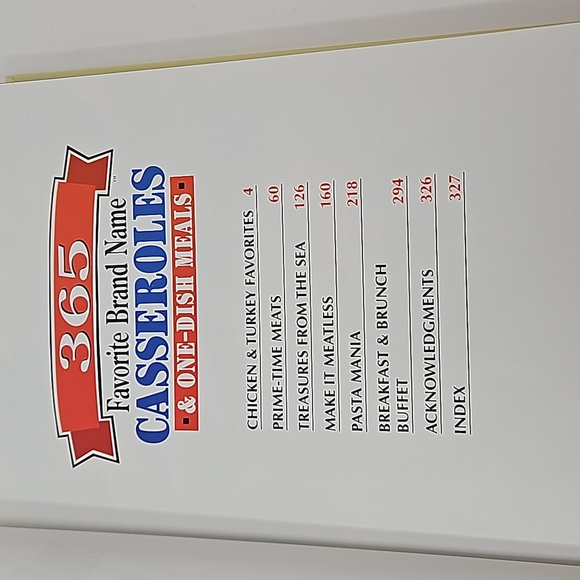 365
Favorite Brand Name™
CASSEROLES
& ONE-DISH MEALS
CHICKEN & TURKEY FAVORITES 4
PRIME-TIME MEATS 60
TREASURES FROM THE SEA 126
MAKE IT MEATLESS 160
PASTA MANIA 218
BREAKFAST & BRUNCH
BUFFET 294
ACKNOWLEDGMENTS 326
INDEX 327